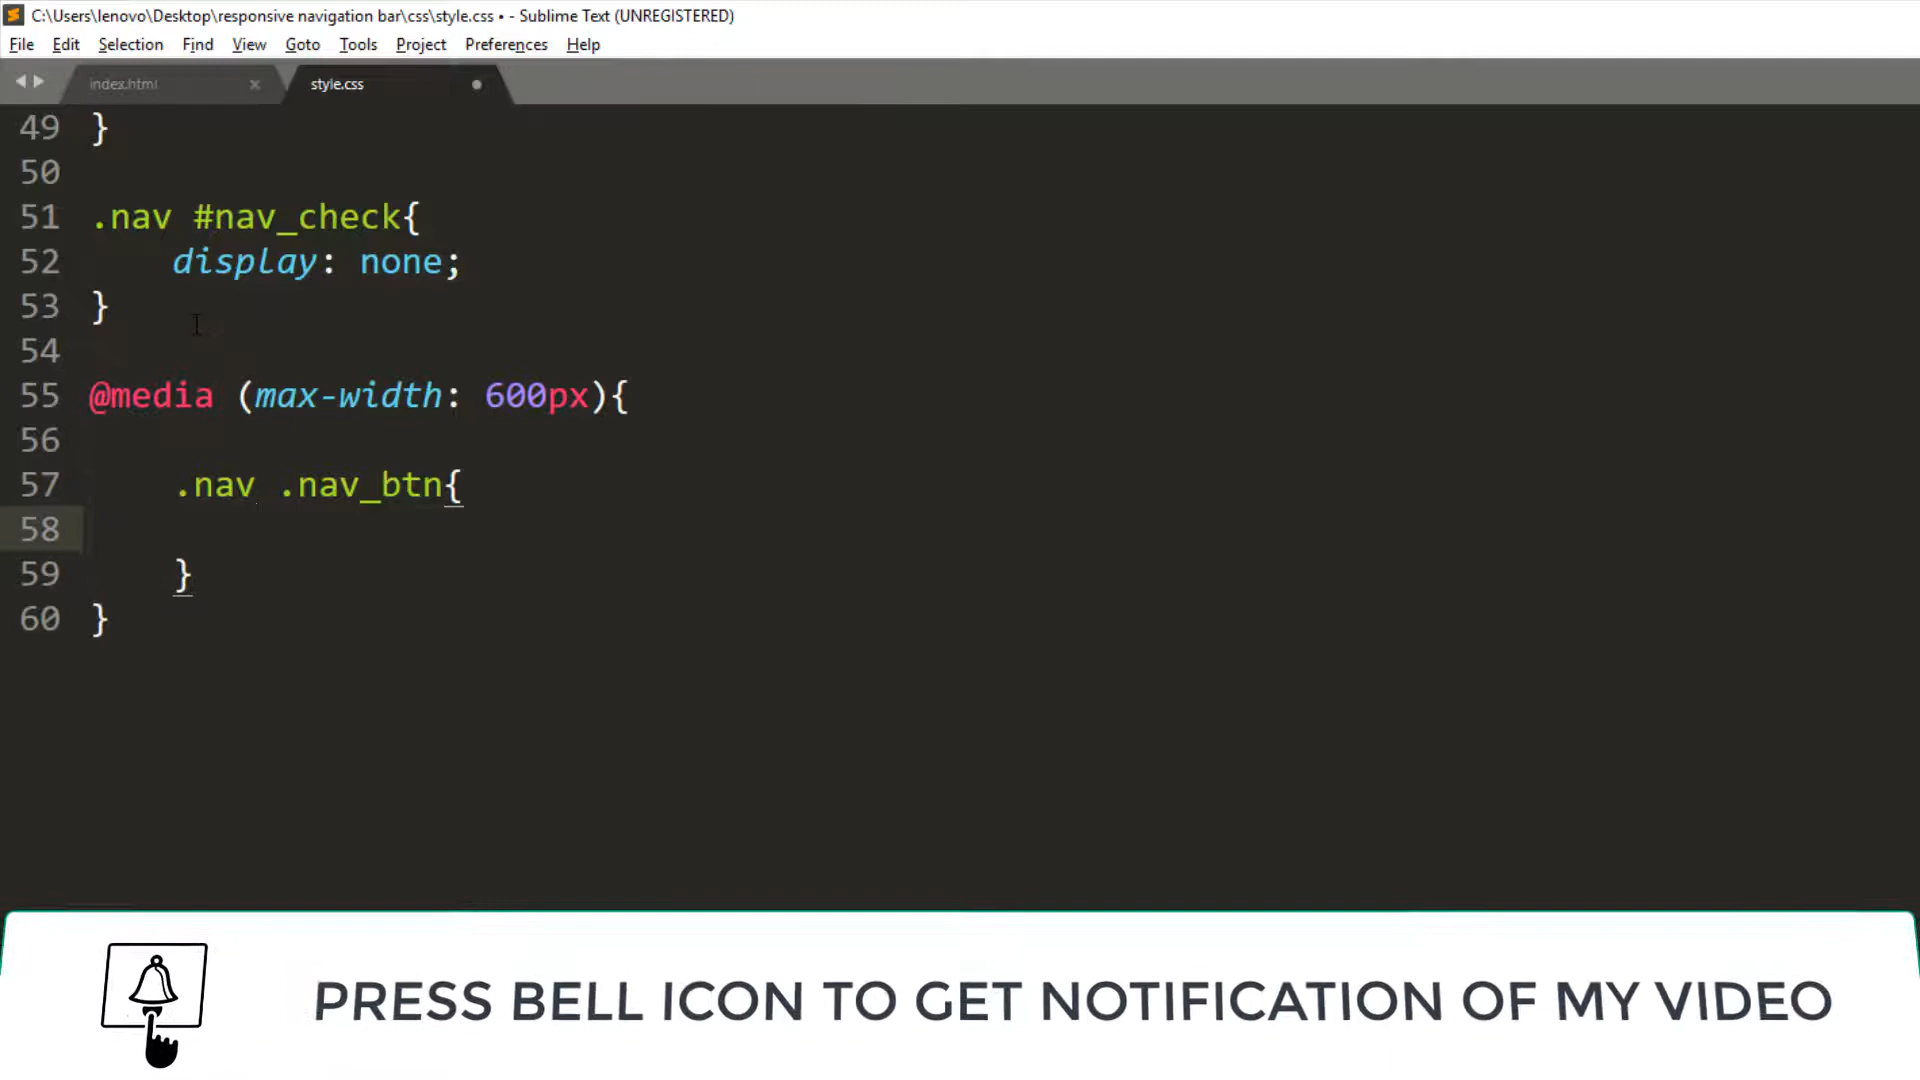 C:\Users\lenovo\Desktop\responsive navigation bar\css\style.css • - Sublime Text (UNREGISTERED)
File Edit Selection Find View Goto Tools Project Preferences Help
index.html × style.css
49 }
50
51 .nav #nav_check{
52 display: none;
53 }
54
55 @media (max-width: 600px){
56
57 .nav .nav_btn{
58
59 }
60 }
PRESS BELL ICON TO GET NOTIFICATION OF MY VIDEO